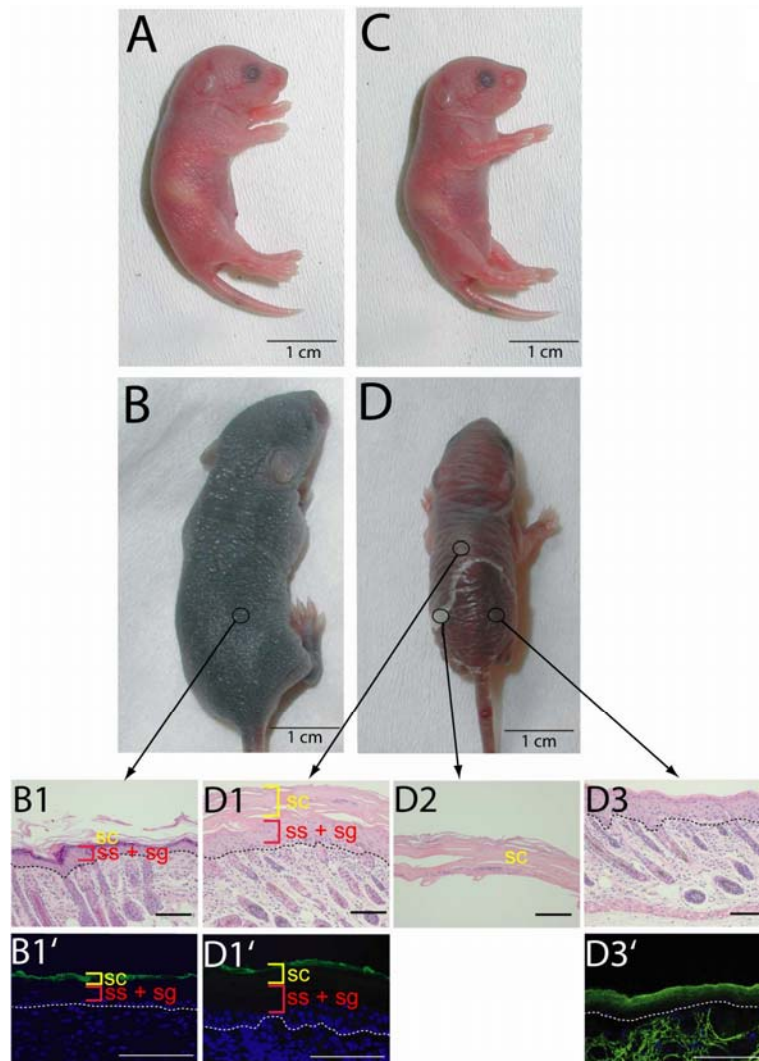 A
C
1 cm
1 cm
B
D
1 cm
1 cm
B1
sc
ss + sg
D1
sc
ss + sg
D2
sc
D3
B1'
sc
ss + sg
D1'
sc
ss + sg
D3'